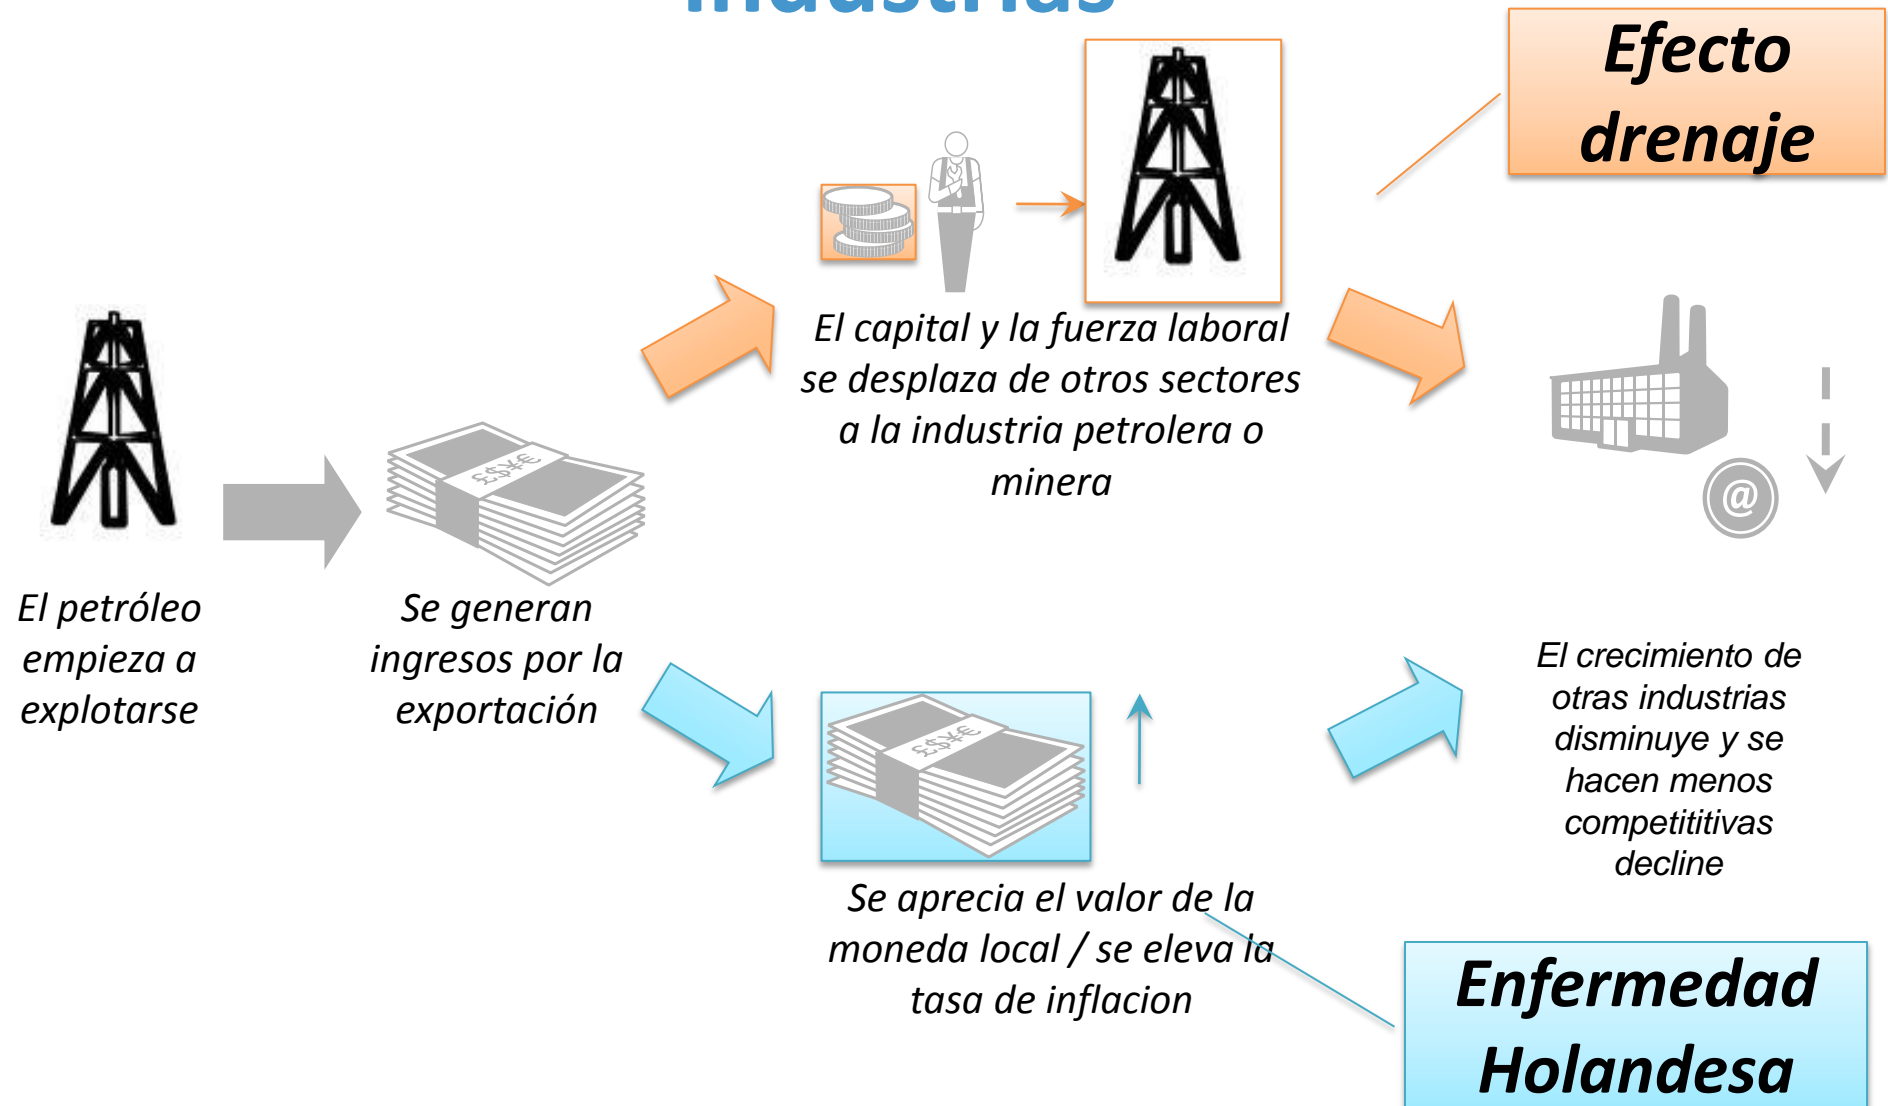 industrias
Efecto
drenaje
El capital y la fuerza laboral
se desplaza de otros sectores
a la industria petrolera o
minera
£$¥€
@
El petróleo
empieza a
explotarse
Se generan
ingresos por la
exportación
El crecimiento de
otras industrias
disminuye y se
hacen menos
competititivas
decline
£$¥€
Se aprecia el valor de la
moneda local / se eleva la
tasa de inflacion
Enfermedad
Holandesa